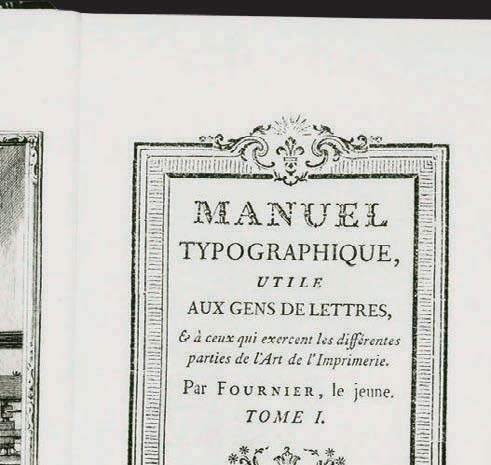 MANUEL
TYPOGRAPHIQUE,
UTILE
AUX GENS DE LETTRES,
& à ceux qui exercent les différentes
parties de l'Art de l'Imprimerie.
Par FOURNIER, le jeune.
TOME I.